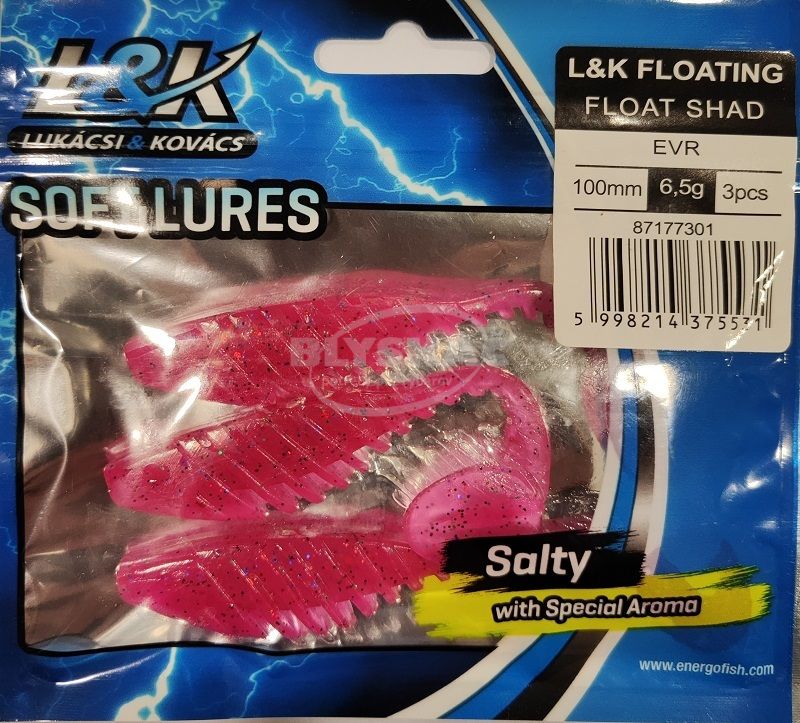 L&K
LUKÁCSI & KOVÁCS
SOFT LURES
L&K FLOATING
FLOAT SHAD
EVR
100mm 6,5g 3pcs
87177301
5 998214 375531
Salty
with Special Aroma
www.energofish.com